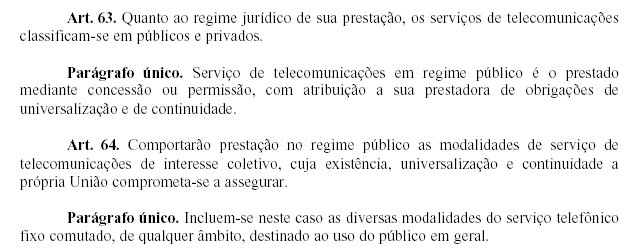 Art. 63. Quanto ao regime jurídico de sua prestação, os serviços de telecomunicações
classificam-se em públicos e privados.
Parágrafo único. Serviço de telecomunicações em regime público é o prestado
mediante concessão ou permissão, com atribuição a sua prestadora de obrigações de
universalização e de continuidade.
Art. 64. Comportarão prestação no regime público as modalidades de serviço de
telecomunicações de interesse coletivo, cuja existência, universalização e continuidade a
própria União comprometa-se a assegurar.
Parágrafo único. Incluem-se neste caso as diversas modalidades do serviço telefônico
fixo comutado, de qualquer âmbito, destinado ao uso do público em geral.